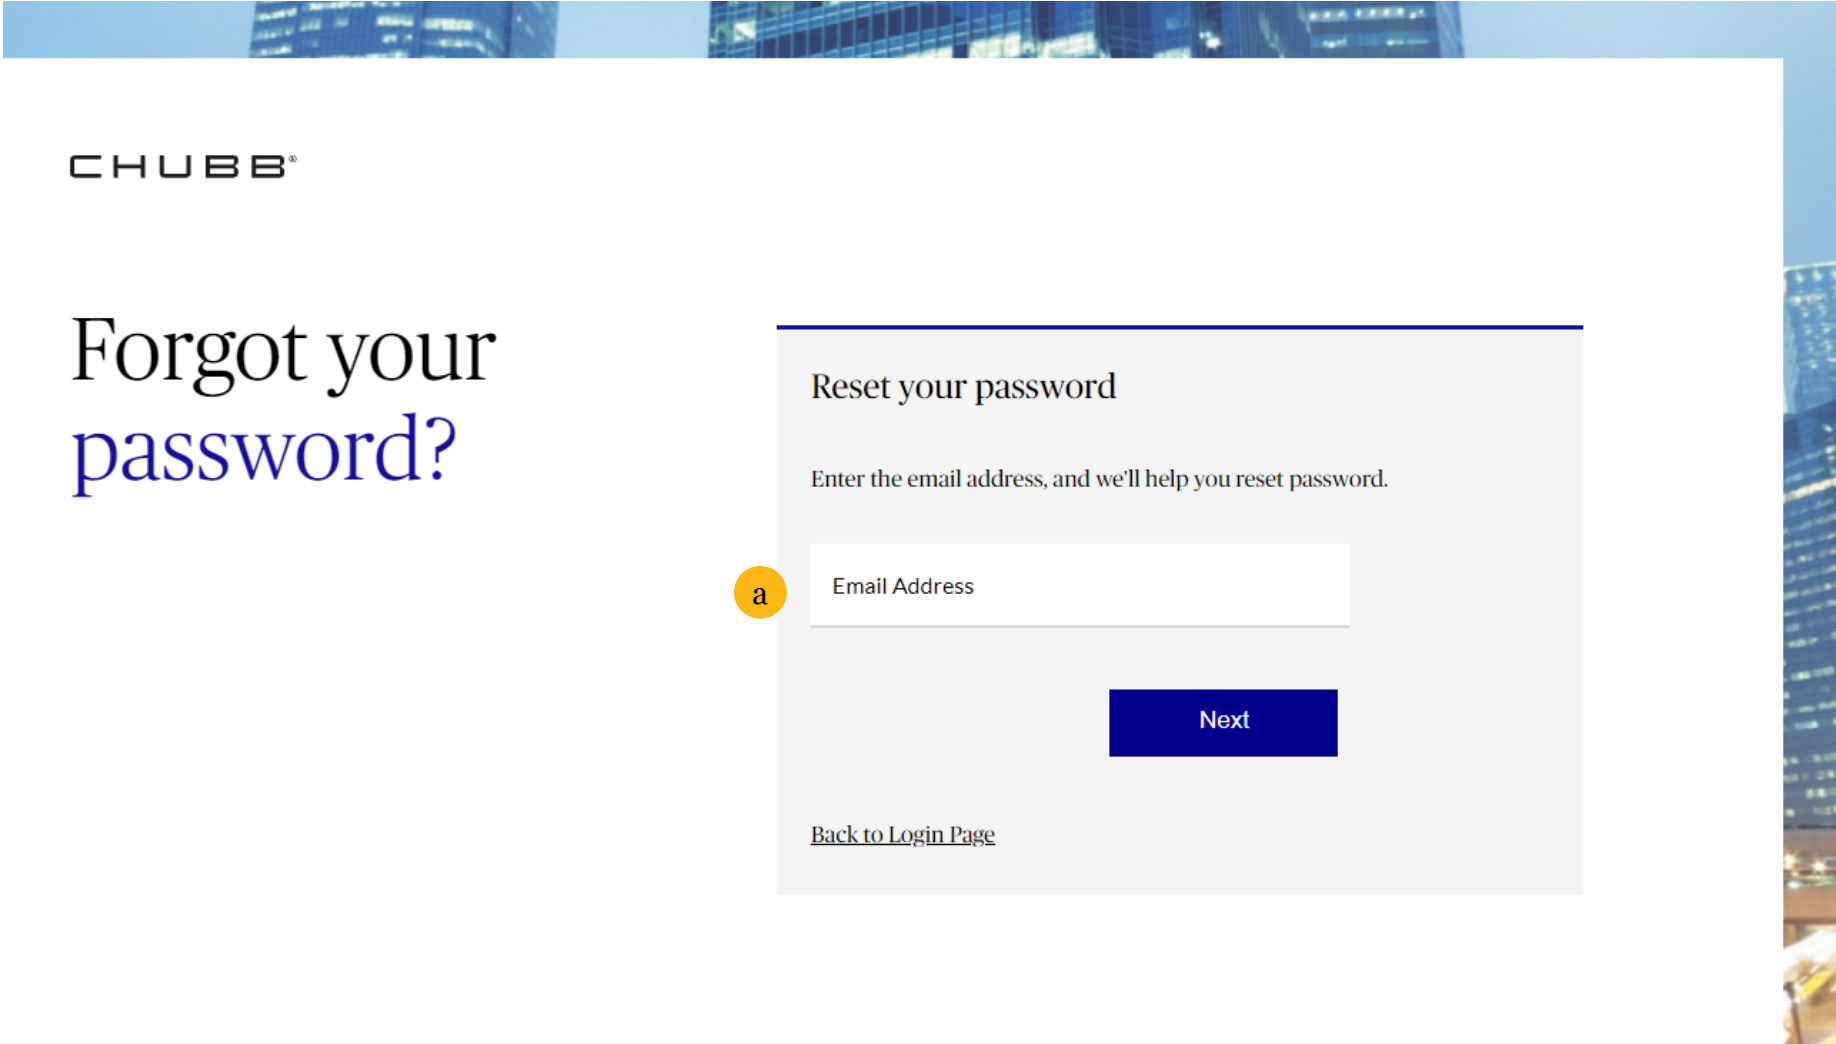 CHUBB®
Forgot your
password?
Reset your password
Enter the email address, and we'll help you reset password.
a
Email Address
Next
Back to Login Page